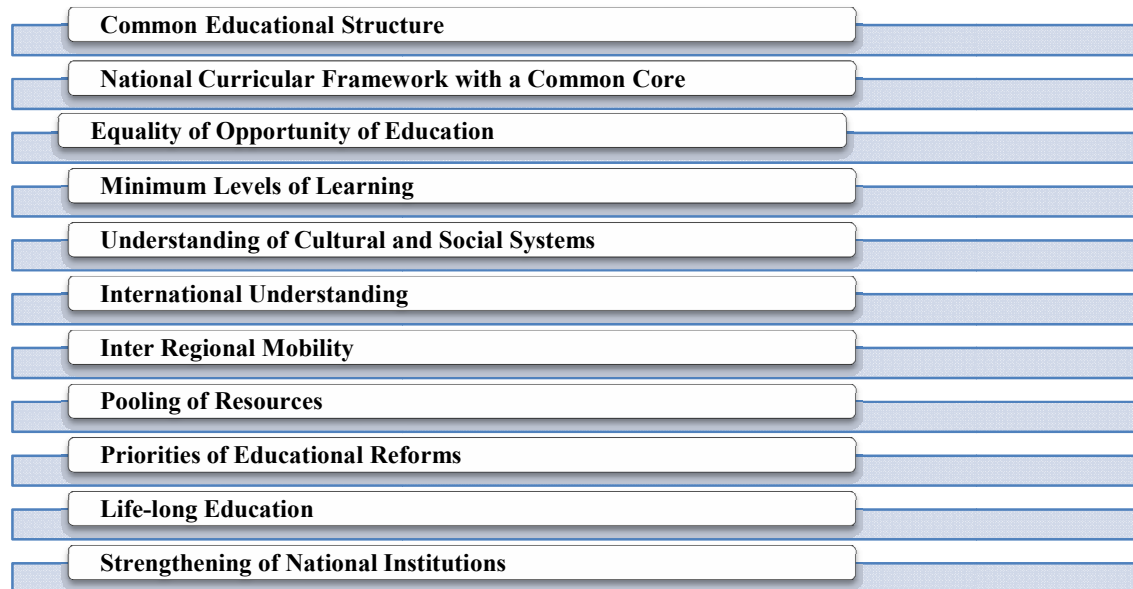 Common Educational Structure
National Curricular Framework with a Common Core
Equality of Opportunity of Education
Minimum Levels of Learning
Understanding of Cultural and Social Systems
International Understanding
Inter Regional Mobility
Pooling of Resources
Priorities of Educational Reforms
Life-long Education
Strengthening of National Institutions